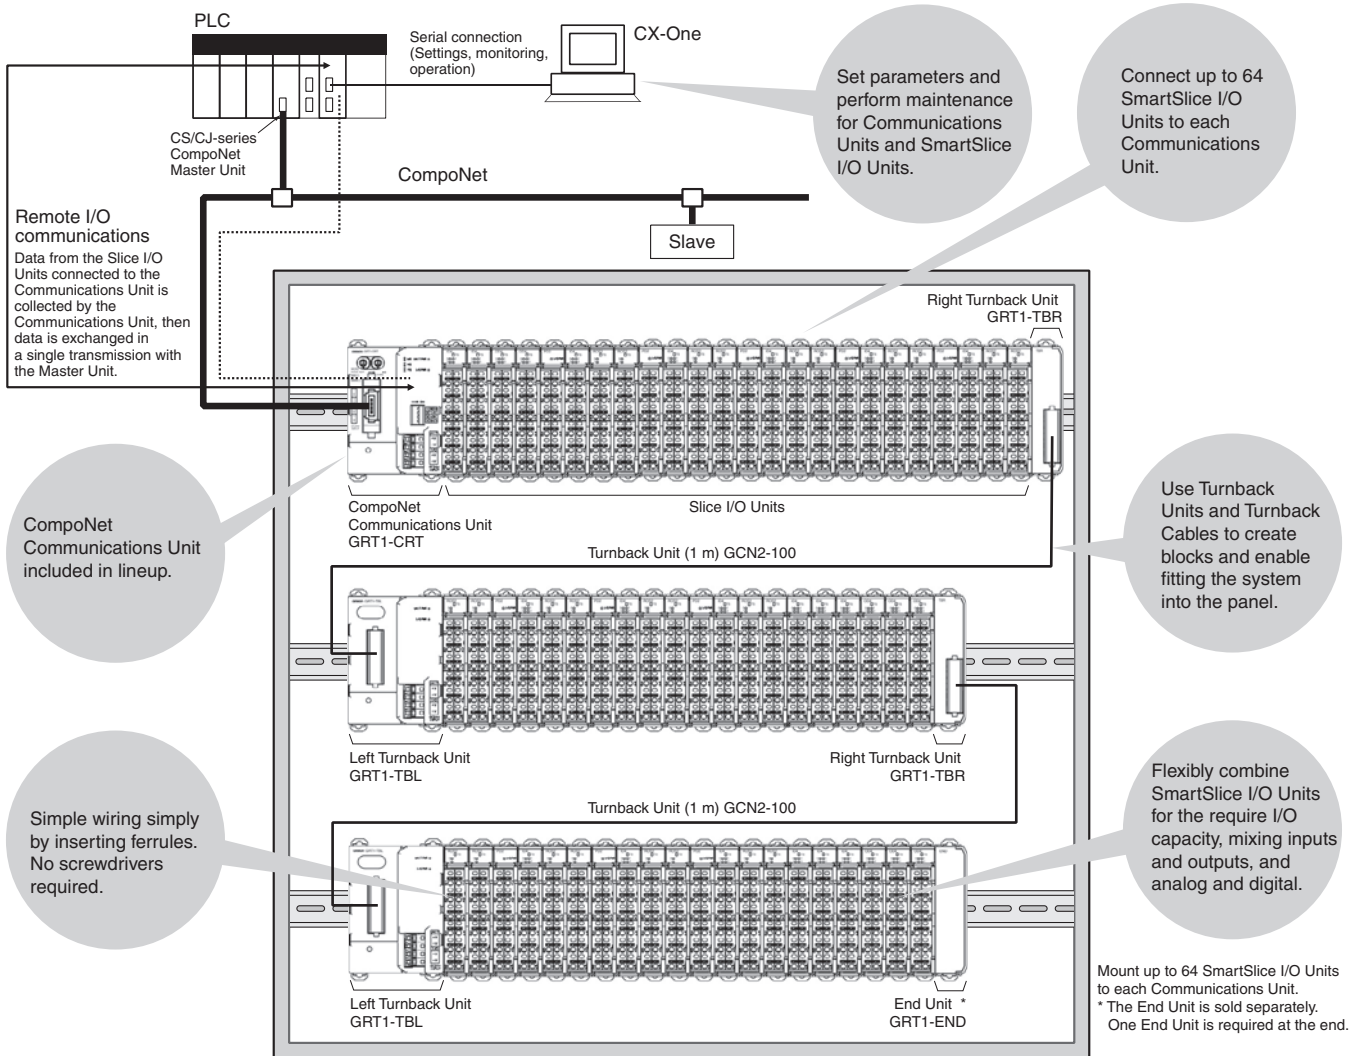 PLC
Serial connection
(Settings, monitoring,
operation)
CX-One
CS/CJ-series
CompoNet
Master Unit
CompoNet
Slave
Set parameters and
perform maintenance
for Communications
Units and SmartSlice
I/O Units.
Connect up to 64
SmartSlice I/O
Units to each
Communications
Unit.
Remote I/O
communications
Data from the Slice I/O
Units connected to the
Communications Unit is
collected by the
Communications Unit, then
data is exchanged in
a single transmission with
the Master Unit.
Right Turnback Unit
GRT1-TBR
CompoNet
Communications Unit
GRT1-CRT
Slice I/O Units
CompoNet
Communications Unit
included in lineup.
Turnback Unit (1 m) GCN2-100
Use Turnback
Units and Turnback
Cables to create
blocks and enable
fitting the system
into the panel.
Left Turnback Unit
GRT1-TBL
Right Turnback Unit
GRT1-TBR
Turnback Unit (1 m) GCN2-100
Simple wiring simply
by inserting ferrules.
No screwdrivers
required.
Flexibly combine
SmartSlice I/O Units
for the require I/O
capacity, mixing inputs
and outputs, and
analog and digital.
Left Turnback Unit
GRT1-TBL
End Unit *
GRT1-END
Mount up to 64 SmartSlice I/O Units
to each Communications Unit.
* The End Unit is sold separately.
One End Unit is required at the end.